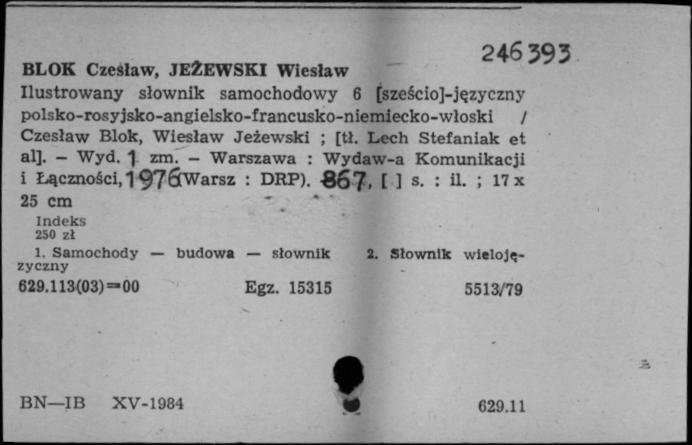 246393
BLOK Czesław, JEŻEWSKI Wiesław
Ilustrowany słownik samochodowy 6 [sześcio]-języczny
polsko-rosyjsko-angielsko-francusko-niemiecko-włoski /
Czesław Blok, Wiesław Jeżewski ; [tł. Lech Stefaniak et
al]. – Wyd. 1 zm. – Warszawa : Wydaw-a Komunikacji
i Łączności, 1976 (Warsz : DRP). 867, [ ] s. : il. ; 17 x
25 cm
Indeks
250 zł
1. Samochody — budowa — słownik 2. Słownik wieloję-
zyczny
629.113(03)=00 Egz. 15315 5513/79
BN—IB XV-1984 629.11